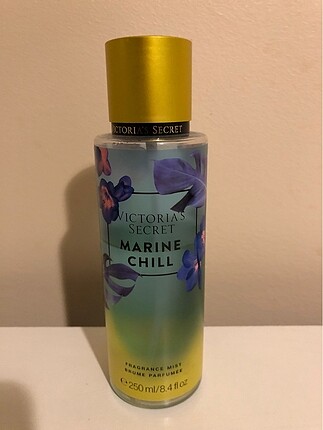 VICTORIA'S SECRET
VICTORIA'S
SECRET
MARINE
CHILL
FRAGRANCE MIST
BRUME PARFUMÉE
℮250 ml/8.4 fl oz